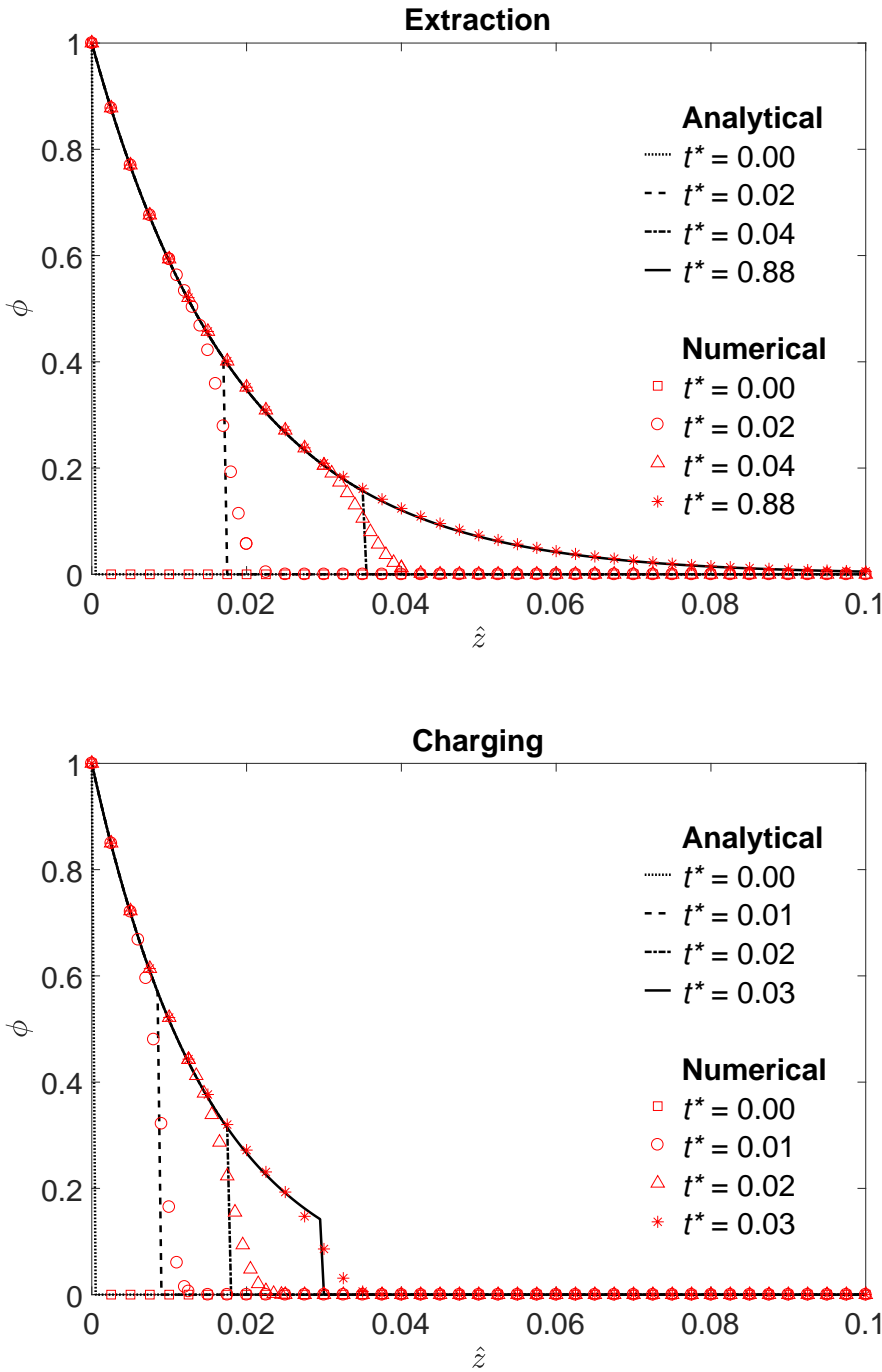 Extraction
1
0.8
0.6
0.4
0.2
0
ϕ
Analytical
t* = 0.00
t* = 0.02
t* = 0.04
t* = 0.88
Numerical
t* = 0.00
t* = 0.02
t* = 0.04
t* = 0.88
0 0.02 0.04 0.06 0.08 0.1
ẑ
Charging
1
0.8
0.6
0.4
0.2
0
ϕ
Analytical
t* = 0.00
t* = 0.01
t* = 0.02
t* = 0.03
Numerical
t* = 0.00
t* = 0.01
t* = 0.02
t* = 0.03
0 0.02 0.04 0.06 0.08 0.1
ẑ